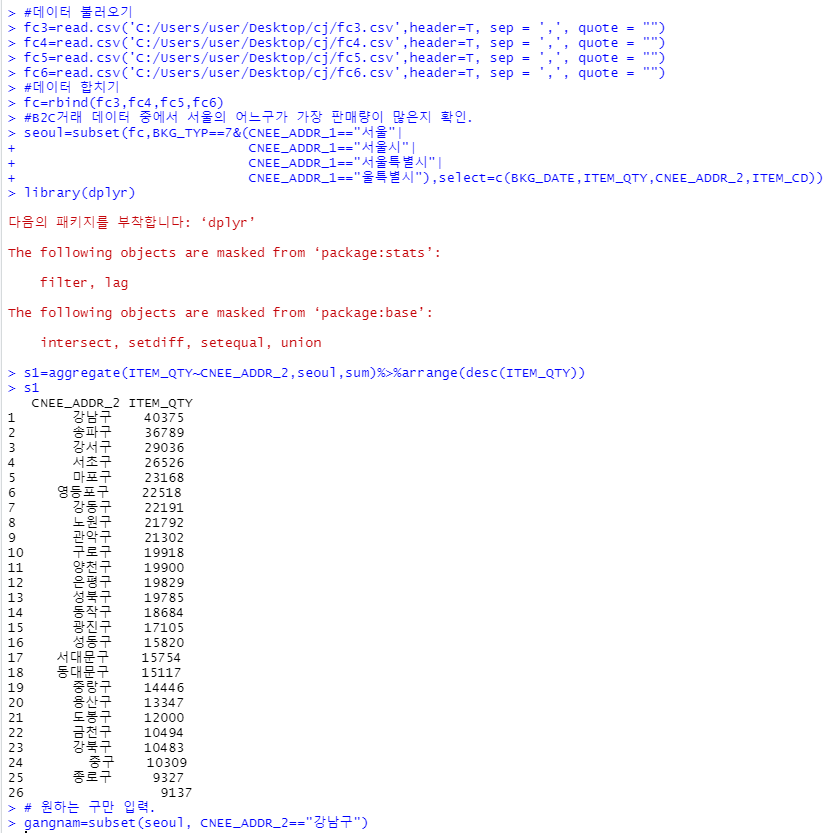 > #데이터 불러오기
> fc3=read.csv('C:/Users/user/Desktop/cj/fc3.csv',header=T, sep = ',', quote = "")
> fc4=read.csv('C:/Users/user/Desktop/cj/fc4.csv',header=T, sep = ',', quote = "")
> fc5=read.csv('C:/Users/user/Desktop/cj/fc5.csv',header=T, sep = ',', quote = "")
> fc6=read.csv('C:/Users/user/Desktop/cj/fc6.csv',header=T, sep = ',', quote = "")
> #데이터 합치기
> fc=rbind(fc3,fc4,fc5,fc6)
> #B2C거래 데이터 중에서 서울의 어느구가 가장 판매량이 많은지 확인.
> seoul=subset(fc,BKG_TYP==7&(CNEE_ADDR_1=="서울"|
+                             CNEE_ADDR_1=="서울시"|
+                             CNEE_ADDR_1=="서울특별시"|
+                             CNEE_ADDR_1=="울특별시"),select=c(BKG_DATE,ITEM_QTY,CNEE_ADDR_2,ITEM_CD))
> library(dplyr)
다음의 패키지를 부착합니다: ‘dplyr’
The following objects are masked from ‘package:stats’:
filter, lag
The following objects are masked from ‘package:base’:
intersect, setdiff, setequal, union
> s1=aggregate(ITEM_QTY~CNEE_ADDR_2,seoul,sum)%>%arrange(desc(ITEM_QTY))
> s1
CNEE_ADDR_2 ITEM_QTY
1 강남구 40375
2 송파구 36789
3 강서구 29036
4 서초구 26526
5 마포구 23168
6 영등포구 22518
7 강동구 22191
8 노원구 21792
9 관악구 21302
10 구로구 19918
11 양천구 19900
12 은평구 19829
13 성북구 19785
14 동작구 18684
15 광진구 17105
16 성동구 15820
17 서대문구 15754
18 동대문구 15117
19 중랑구 14446
20 용산구 13347
21 도봉구 12000
22 금천구 10494
23 강북구 10483
24 중구 10309
25 종로구 9327
26 9137
> # 원하는 구만 입력.
> gangnam=subset(seoul, CNEE_ADDR_2=="강남구")